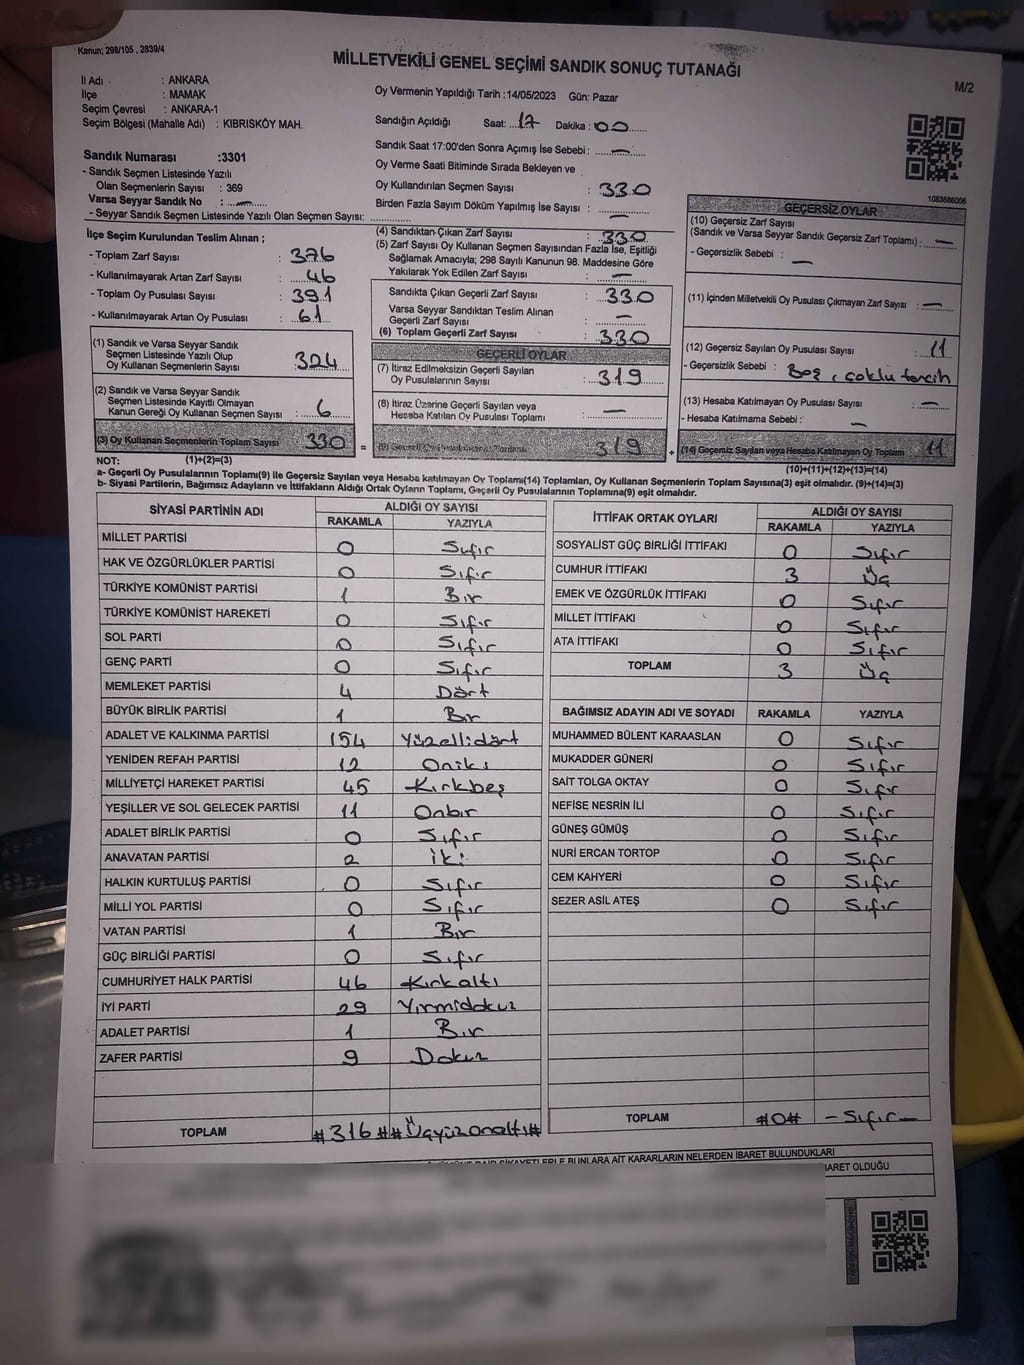 Kanun; 298/105 , 2839/4
MİLLETVEKİLİ GENEL SEÇİMİ SANDIK SONUÇ TUTANAĞI
M/2
İl Adı : ANKARA
İlçe : MAMAK
Seçim Çevresi : ANKARA-1
Seçim Bölgesi (Mahalle Adı) : KIBRISKÖY MAH.
Oy Vermenin Yapıldığı Tarih :14/05/2023 Gün: Pazar
Sandığın Açıldığı Saat: 17 Dakika : 00
Sandık Saat 17:00'den Sonra Açımış İse Sebebi : —
Oy Verme Saati Bitiminde Sırada Bekleyen ve
Oy Kullandırılan Seçmen Sayısı : 330
Birden Fazla Sayım Döküm Yapılmış İse Sayısı : —
Sandık Numarası :3301
- Sandık Seçmen Listesinde Yazılı
Olan Seçmenlerin Sayısı : 369
Varsa Seyyar Sandık No : —
- Seyyar Sandık Seçmen Listesinde Yazılı Olan Seçmen Sayısı:
1083686006
İlçe Seçim Kurulundan Teslim Alınan ;
- Toplam Zarf Sayısı : 376
- Kullanılmayarak Artan Zarf Sayısı : 46
- Toplam Oy Pusulası Sayısı : 391
- Kullanılmayarak Artan Oy Pusulası : 61
(1) Sandık ve Varsa Seyyar Sandık
Seçmen Listesinde Yazılı Olup
Oy Kullanan Seçmenlerin Sayısı : 324
(2) Sandık ve Varsa Seyyar Sandık
Seçmen Listesinde Kayıtlı Olmayan
Kanun Gereği Oy Kullanan Seçmen Sayısı : 6
(3) Oy Kullanan Seçmenlerin Toplam Sayısı 330
(4) Sandıktan Çıkan Zarf Sayısı : 330
(5) Zarf Sayısı Oy Kullanan Seçmen Sayısından Fazla İse, Eşitliği
Sağlamak Amacıyla; 298 Sayılı Kanunun 98. Maddesine Göre
Yakılarak Yok Edilen Zarf Sayısı : —
Sandıkta Çıkan Geçerli Zarf Sayısı : 330
Varsa Seyyar Sandıktan Teslim Alınan
Geçerli Zarf Sayısı : —
(6) Toplam Geçerli Zarf Sayısı : 330
GEÇERLİ OYLAR
(7) İtiraz Edilmeksizin Geçerli Sayılan
Oy Pusulalarının Sayısı : 319
(8) İtiraz Üzerine Geçerli Sayılan veya
Hesaba Katılan Oy Pusulası Toplamı : —
= 319
GEÇERSİZ OYLAR
(10) Geçersiz Zarf Sayısı
(Sandık ve Varsa Seyyar Sandık Geçersiz Zarf Toplamı) : —
- Geçersizlik Sebebi : —
(11) İçinden Milletvekili Oy Pusulası Çıkmayan Zarf Sayısı : —
(12) Geçersiz Sayılan Oy Pusulası Sayısı : 11
- Geçersizlik Sebebi : Boş, çoklu tercih
(13) Hesaba Katılmayan Oy Pusulası Sayısı : —
- Hesaba Katılmama Sebebi : —
+ (14) Geçersiz Sayılan veya Hesaba Katılmayan Oy Toplamı 11
NOT: (1)+(2)=(3)
(10)+(11)+(12)+(13)=(14)
a- Geçerli Oy Pusulalarının Toplamı(9) ile Geçersiz Sayılan veya Hesaba katılmayan Oy Toplamı(14) Toplamları, Oy Kullanan Seçmenlerin Toplam Sayısına(3) eşit olmalıdır. (9)+(14)=(3)
b- Siyasi Partilerin, Bağımsız Adayların ve İttifakların Aldığı Ortak Oyların Toplamı, Geçerli Oy Pusulalarının Toplamına(9) eşit olmalıdır.
SİYASİ PARTİNİN ADI ALDIĞI OY SAYISI
RAKAMLA YAZIYLA
MİLLET PARTİSİ 0 Sıfır
HAK VE ÖZGÜRLÜKLER PARTİSİ 0 Sıfır
TÜRKİYE KOMÜNİST PARTİSİ 1 Bir
TÜRKİYE KOMÜNİST HAREKETİ 0 Sıfır
SOL PARTİ 0 Sıfır
GENÇ PARTİ 0 Sıfır
MEMLEKET PARTİSİ 4 Dört
BÜYÜK BİRLİK PARTİSİ 1 Bir
ADALET VE KALKINMA PARTİSİ 154 Yüzellidört
YENİDEN REFAH PARTİSİ 12 Oniki
MİLLİYETÇİ HAREKET PARTİSİ 45 Kırkbeş
YEŞİLLER VE SOL GELECEK PARTİSİ 11 Onbir
ADALET BİRLİK PARTİSİ 0 Sıfır
ANAVATAN PARTİSİ 2 İki
HALKIN KURTULUŞ PARTİSİ 0 Sıfır
MİLLİ YOL PARTİSİ 0 Sıfır
VATAN PARTİSİ 1 Bir
GÜÇ BİRLİĞİ PARTİSİ 0 Sıfır
CUMHURİYET HALK PARTİSİ 46 Kırkaltı
İYİ PARTİ 29 Yirmidokuz
ADALET PARTİSİ 1 Bir
ZAFER PARTİSİ 9 Dokuz
TOPLAM #316# #Üçyüzonaltı#
İTTİFAK ORTAK OYLARI ALDIĞI OY SAYISI
RAKAMLA YAZIYLA
SOSYALİST GÜÇ BİRLİĞİ İTTİFAKI 0 Sıfır
CUMHUR İTTİFAKI 3 Üç
EMEK VE ÖZGÜRLÜK İTTİFAKI 0 Sıfır
MİLLET İTTİFAKI 0 Sıfır
ATA İTTİFAKI 0 Sıfır
TOPLAM 3 Üç
BAĞIMSIZ ADAYIN ADI VE SOYADI RAKAMLA YAZIYLA
MUHAMMED BÜLENT KARAASLAN 0 Sıfır
MUKADDER GÜNERİ 0 Sıfır
SAİT TOLGA OKTAY 0 Sıfır
NEFİSE NESRİN İLİ 0 Sıfır
GÜNEŞ GÜMÜŞ 0 Sıfır
NURİ ERCAN TORTOP 0 Sıfır
CEM KAHYERİ 0 Sıfır
SEZER ASİL ATEŞ 0 Sıfır
TOPLAM #0# -Sıfır-
BUNLARA AİT KARARLARIN NELERDEN İBARET BULUNDUKLARI
OLDUĞU